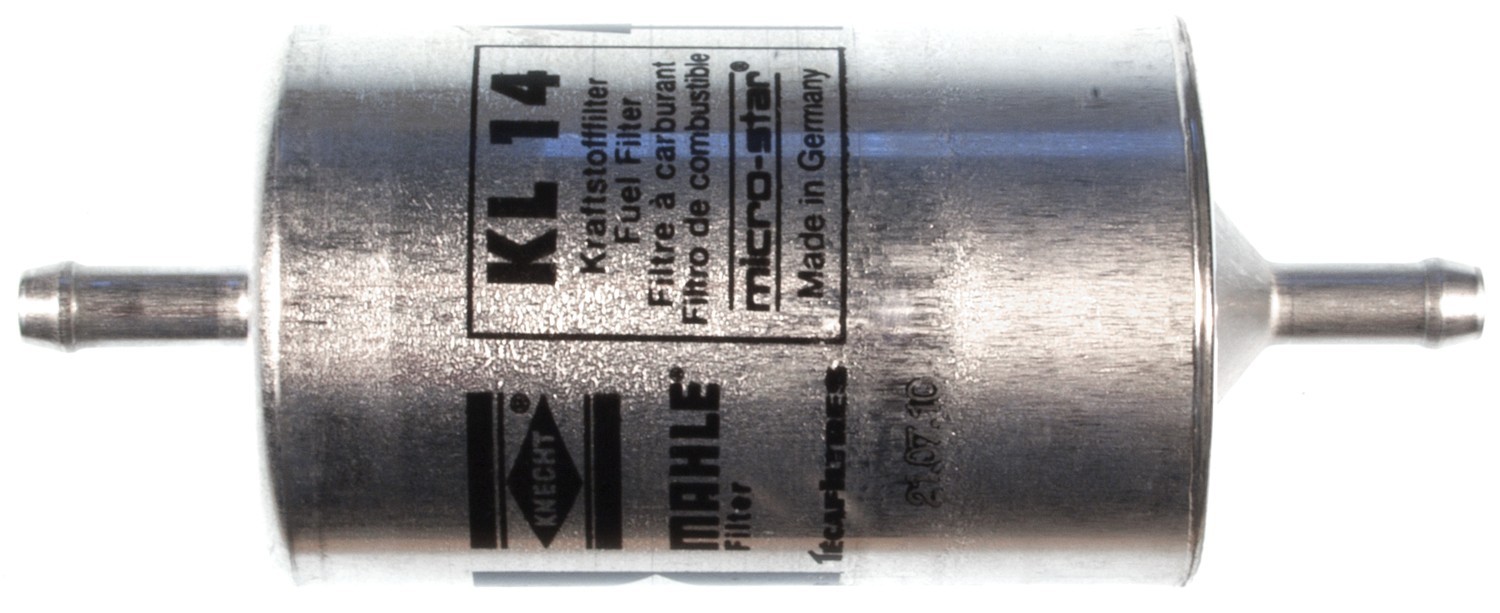 KL 14
Kraftstofffilter
Fuel Filter
Filtre à carburant
Filtro de combustible
micro-star®
Made in Germany
KNECHT ®
MAHLE®
Filter
TECAFILTRES
21.07.10